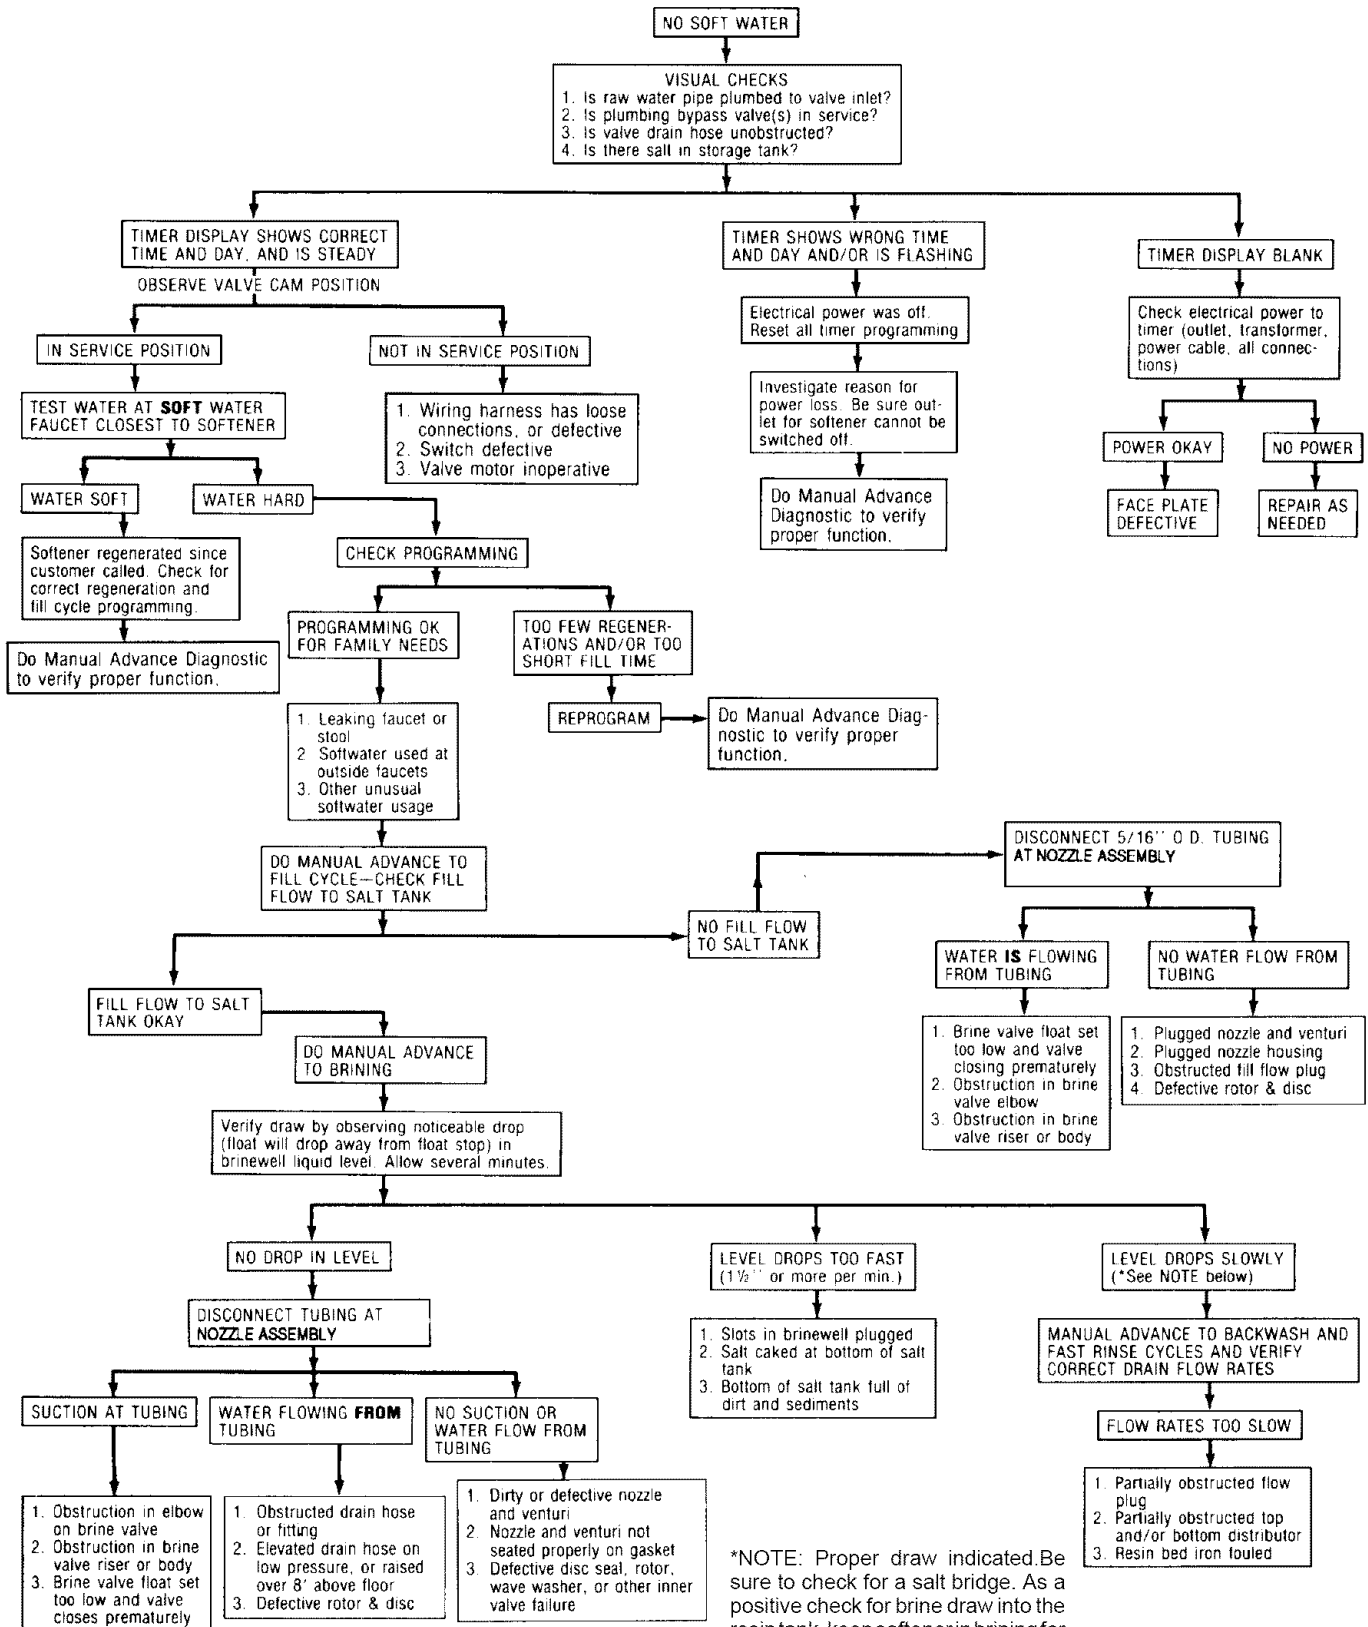 NO SOFT WATER
VISUAL CHECKS
1. Is raw water pipe plumbed to valve inlet?
2. Is plumbing bypass valve(s) in service?
3. Is valve drain hose unobstructed?
4. Is there salt in storage tank?
TIMER DISPLAY SHOWS CORRECT
TIME AND DAY, AND IS STEADY
TIMER SHOWS WRONG TIME
AND DAY AND/OR IS FLASHING
TIMER DISPLAY BLANK
OBSERVE VALVE CAM POSITION
Electrical power was off.
Reset all timer programming
Check electrical power to
timer (outlet, transformer,
power cable, all connec-
tions)
IN SERVICE POSITION
NOT IN SERVICE POSITION
TEST WATER AT SOFT WATER
FAUCET CLOSEST TO SOFTENER
1. Wiring harness has loose
connections, or defective
2. Switch defective
3. Valve motor inoperative
Investigate reason for
power loss. Be sure out-
let for softener cannot be
switched off.
POWER OKAY
NO POWER
WATER SOFT
WATER HARD
Do Manual Advance
Diagnostic to verify
proper function.
FACE PLATE
DEFECTIVE
REPAIR AS
NEEDED
Softener regenerated since
customer called. Check for
correct regeneration and
fill cycle programming.
CHECK PROGRAMMING
Do Manual Advance Diagnostic
to verify proper function.
PROGRAMMING OK
FOR FAMILY NEEDS
TOO FEW REGENER-
ATIONS AND/OR TOO
SHORT FILL TIME
1. Leaking faucet or
stool
2 Softwater used at
outside faucets
3. Other unusual
softwater usage
REPROGRAM
Do Manual Advance Diag-
nostic to verify proper
function.
DO MANUAL ADVANCE TO
FILL CYCLE—CHECK FILL
FLOW TO SALT TANK
DISCONNECT 5/16'' O D. TUBING
AT NOZZLE ASSEMBLY
NO FILL FLOW
TO SALT TANK
WATER IS FLOWING
FROM TUBING
NO WATER FLOW FROM
TUBING
FILL FLOW TO SALT
TANK OKAY
1. Brine valve float set
too low and valve
closing prematurely
2. Obstruction in brine
valve elbow
3. Obstruction in brine
valve riser or body
1. Plugged nozzle and venturi
2. Plugged nozzle housing
3. Obstructed fill flow plug
4. Defective rotor & disc
DO MANUAL ADVANCE
TO BRINING
Verify draw by observing noticeable drop
(float will drop away from float stop) in
brinewell liquid level. Allow several minutes.
NO DROP IN LEVEL
LEVEL DROPS TOO FAST
(1½'' or more per min.)
LEVEL DROPS SLOWLY
(*See NOTE below)
DISCONNECT TUBING AT
NOZZLE ASSEMBLY
1. Slots in brinewell plugged
2. Salt caked at bottom of salt
tank
3. Bottom of salt tank full of
dirt and sediments
MANUAL ADVANCE TO BACKWASH AND
FAST RINSE CYCLES AND VERIFY
CORRECT DRAIN FLOW RATES
SUCTION AT TUBING
WATER FLOWING FROM
TUBING
NO SUCTION OR
WATER FLOW FROM
TUBING
FLOW RATES TOO SLOW
1. Obstruction in elbow
on brine valve
2. Obstruction in brine
valve riser or body
3. Brine valve float set
too low and valve
closes prematurely
1. Obstructed drain hose
or fitting
2. Elevated drain hose on
low pressure, or raised
over 8' above floor
3. Defective rotor & disc
1. Dirty or defective nozzle
and venturi
2. Nozzle and venturi not
seated properly on gasket
3. Defective disc seal, rotor,
wave washer, or other inner
valve failure
1. Partially obstructed flow
plug
2. Partially obstructed top
and/or bottom distributor
3. Resin bed iron fouled
*NOTE: Proper draw indicated.Be
sure to check for a salt bridge. As a
positive check for brine draw into the
resin tank, keep softener in brining for